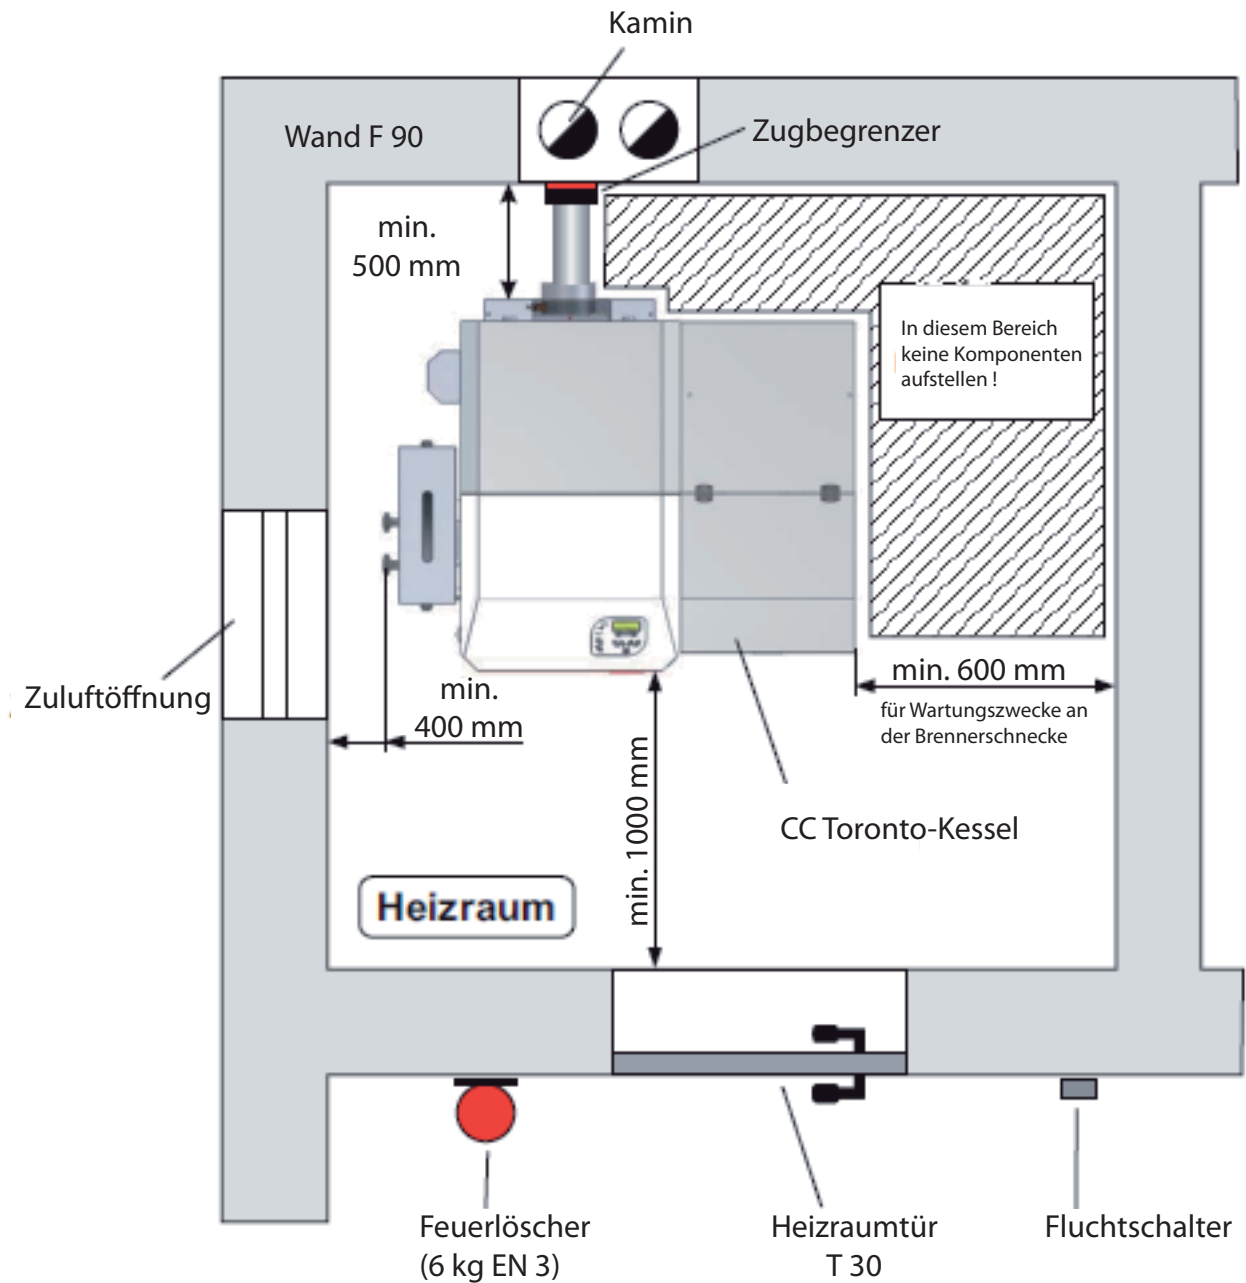 Kamin
Wand F 90
Zugbegrenzer
min.
500 mm
In diesem Bereich
keine Komponenten
aufstellen !
Zuluftöffnung
min.
400 mm
min. 600 mm
für Wartungszwecke an
der Brennerschnecke
min. 1000 mm
CC Toronto-Kessel
Heizraum
Feuerlöscher
(6 kg EN 3)
Heizraumtür
T 30
Fluchtschalter